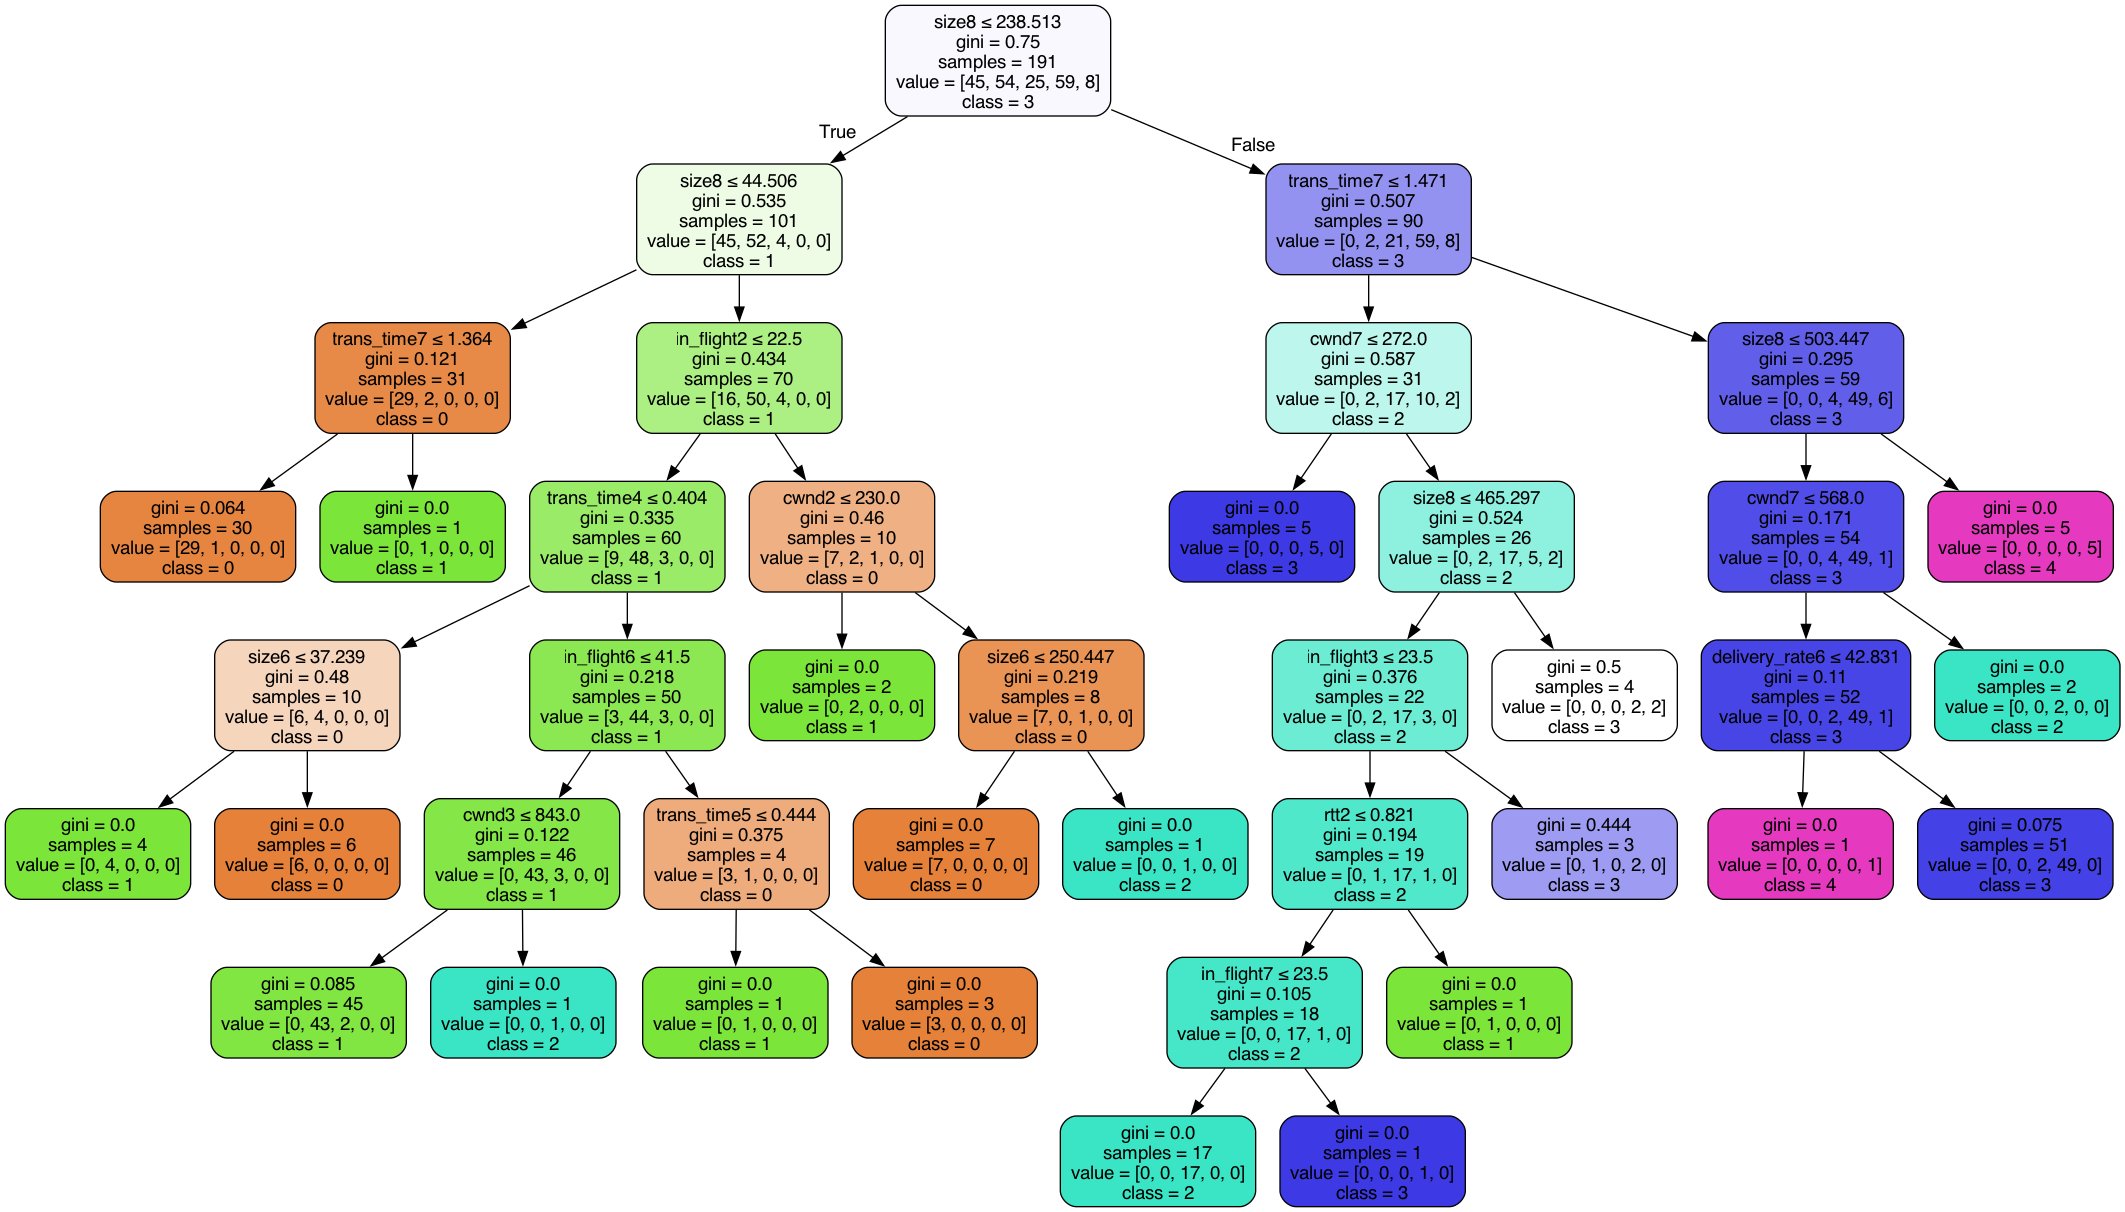 size8 ≤ 238.513
gini = 0.75
samples = 191
value = [45, 54, 25, 59, 8]
class = 3
True
False
size8 ≤ 44.506
gini = 0.535
samples = 101
value = [45, 52, 4, 0, 0]
class = 1
trans_time7 ≤ 1.471
gini = 0.507
samples = 90
value = [0, 2, 21, 59, 8]
class = 3
trans_time7 ≤ 1.364
gini = 0.121
samples = 31
value = [29, 2, 0, 0, 0]
class = 0
in_flight2 ≤ 22.5
gini = 0.434
samples = 70
value = [16, 50, 4, 0, 0]
class = 1
cwnd7 ≤ 272.0
gini = 0.587
samples = 31
value = [0, 2, 17, 10, 2]
class = 2
size8 ≤ 503.447
gini = 0.295
samples = 59
value = [0, 0, 4, 49, 6]
class = 3
gini = 0.064
samples = 30
value = [29, 1, 0, 0, 0]
class = 0
gini = 0.0
samples = 1
value = [0, 1, 0, 0, 0]
class = 1
trans_time4 ≤ 0.404
gini = 0.335
samples = 60
value = [9, 48, 3, 0, 0]
class = 1
cwnd2 ≤ 230.0
gini = 0.46
samples = 10
value = [7, 2, 1, 0, 0]
class = 0
gini = 0.0
samples = 5
value = [0, 0, 0, 5, 0]
class = 3
size8 ≤ 465.297
gini = 0.524
samples = 26
value = [0, 2, 17, 5, 2]
class = 2
cwnd7 ≤ 568.0
gini = 0.171
samples = 54
value = [0, 0, 4, 49, 1]
class = 3
gini = 0.0
samples = 5
value = [0, 0, 0, 0, 5]
class = 4
size6 ≤ 37.239
gini = 0.48
samples = 10
value = [6, 4, 0, 0, 0]
class = 0
in_flight6 ≤ 41.5
gini = 0.218
samples = 50
value = [3, 44, 3, 0, 0]
class = 1
gini = 0.0
samples = 2
value = [0, 2, 0, 0, 0]
class = 1
size6 ≤ 250.447
gini = 0.219
samples = 8
value = [7, 0, 1, 0, 0]
class = 0
in_flight3 ≤ 23.5
gini = 0.376
samples = 22
value = [0, 2, 17, 3, 0]
class = 2
gini = 0.5
samples = 4
value = [0, 0, 0, 2, 2]
class = 3
delivery_rate6 ≤ 42.831
gini = 0.11
samples = 52
value = [0, 0, 2, 49, 1]
class = 3
gini = 0.0
samples = 2
value = [0, 0, 2, 0, 0]
class = 2
gini = 0.0
samples = 4
value = [0, 4, 0, 0, 0]
class = 1
gini = 0.0
samples = 6
value = [6, 0, 0, 0, 0]
class = 0
cwnd3 ≤ 843.0
gini = 0.122
samples = 46
value = [0, 43, 3, 0, 0]
class = 1
trans_time5 ≤ 0.444
gini = 0.375
samples = 4
value = [3, 1, 0, 0, 0]
class = 0
gini = 0.0
samples = 7
value = [7, 0, 0, 0, 0]
class = 0
gini = 0.0
samples = 1
value = [0, 0, 1, 0, 0]
class = 2
rtt2 ≤ 0.821
gini = 0.194
samples = 19
value = [0, 1, 17, 1, 0]
class = 2
gini = 0.444
samples = 3
value = [0, 1, 0, 2, 0]
class = 3
gini = 0.0
samples = 1
value = [0, 0, 0, 0, 1]
class = 4
gini = 0.075
samples = 51
value = [0, 0, 2, 49, 0]
class = 3
gini = 0.085
samples = 45
value = [0, 43, 2, 0, 0]
class = 1
gini = 0.0
samples = 1
value = [0, 0, 1, 0, 0]
class = 2
gini = 0.0
samples = 1
value = [0, 1, 0, 0, 0]
class = 1
gini = 0.0
samples = 3
value = [3, 0, 0, 0, 0]
class = 0
in_flight7 ≤ 23.5
gini = 0.105
samples = 18
value = [0, 0, 17, 1, 0]
class = 2
gini = 0.0
samples = 1
value = [0, 1, 0, 0, 0]
class = 1
gini = 0.0
samples = 17
value = [0, 0, 17, 0, 0]
class = 2
gini = 0.0
samples = 1
value = [0, 0, 0, 1, 0]
class = 3